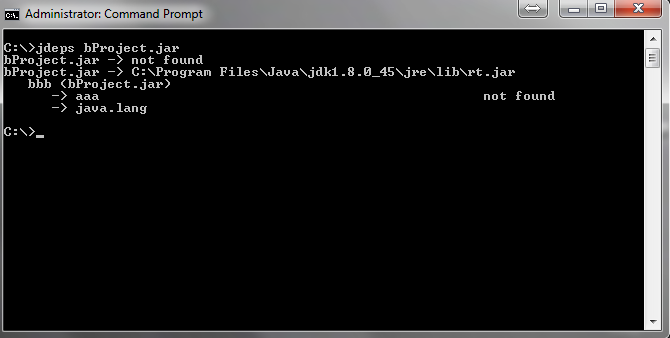 Administrator: Command Prompt
C:\>jdeps bProject.jar
bProject.jar -> not found
bProject.jar -> C:\Program Files\Java\jdk1.8.0_45\jre\lib\rt.jar
bbb (bProject.jar)
-> aaa not found
-> java.lang
C:\>_